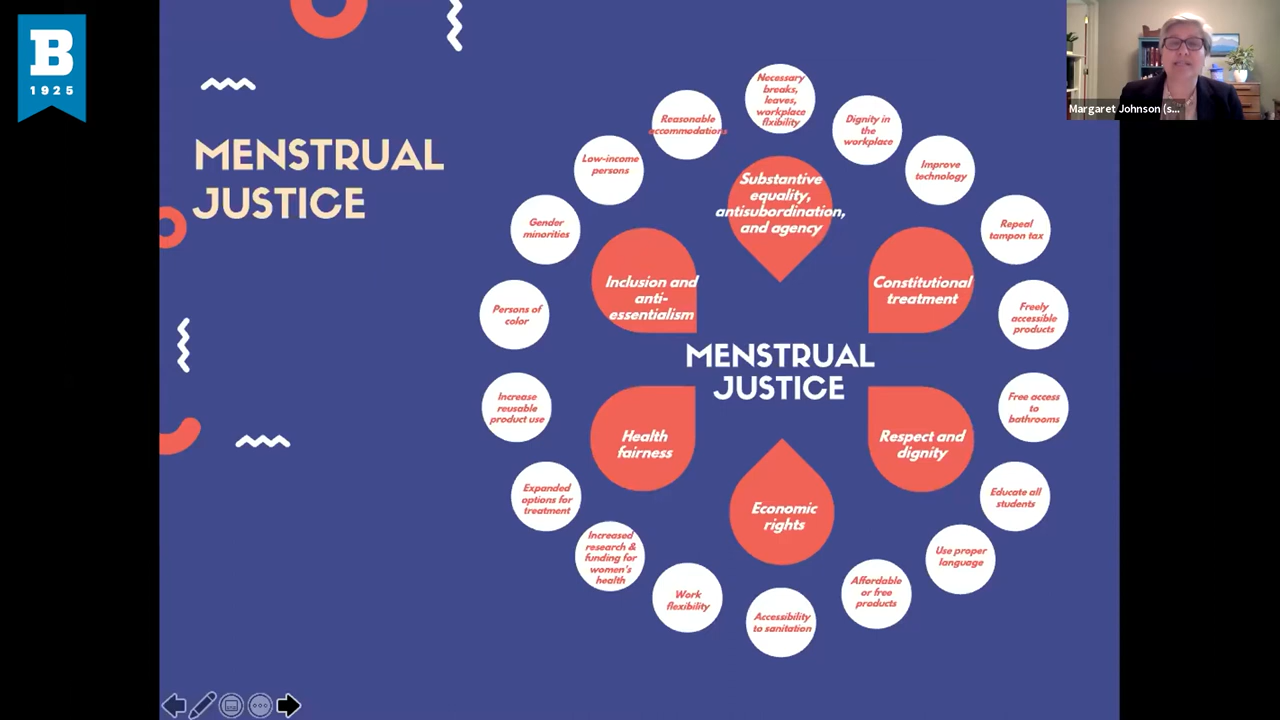 B
1925
Margaret Johnson (s...
MENSTRUAL
JUSTICE
Necessary
breaks,
leaves,
workplace
flxibility
Reasonable
accommodations
Dignity in
the
workplace
Low-income
persons
Improve
technology
Substantive
equality,
antisubordination,
and agency
Gender
minorities
Repeal
tampon tax
Inclusion and
anti-
essentialism
Constitutional
treatment
Persons of
color
Freely
accessible
products
MENSTRUAL
JUSTICE
Increase
reusable
product use
Free access
to
bathrooms
Health
fairness
Respect and
dignity
Expanded
options for
treatment
Economic
rights
Educate all
students
Increased
research &
funding for
women's
health
Use proper
language
Work
flexibility
Affordable
or free
products
Accessibility
to sanitation